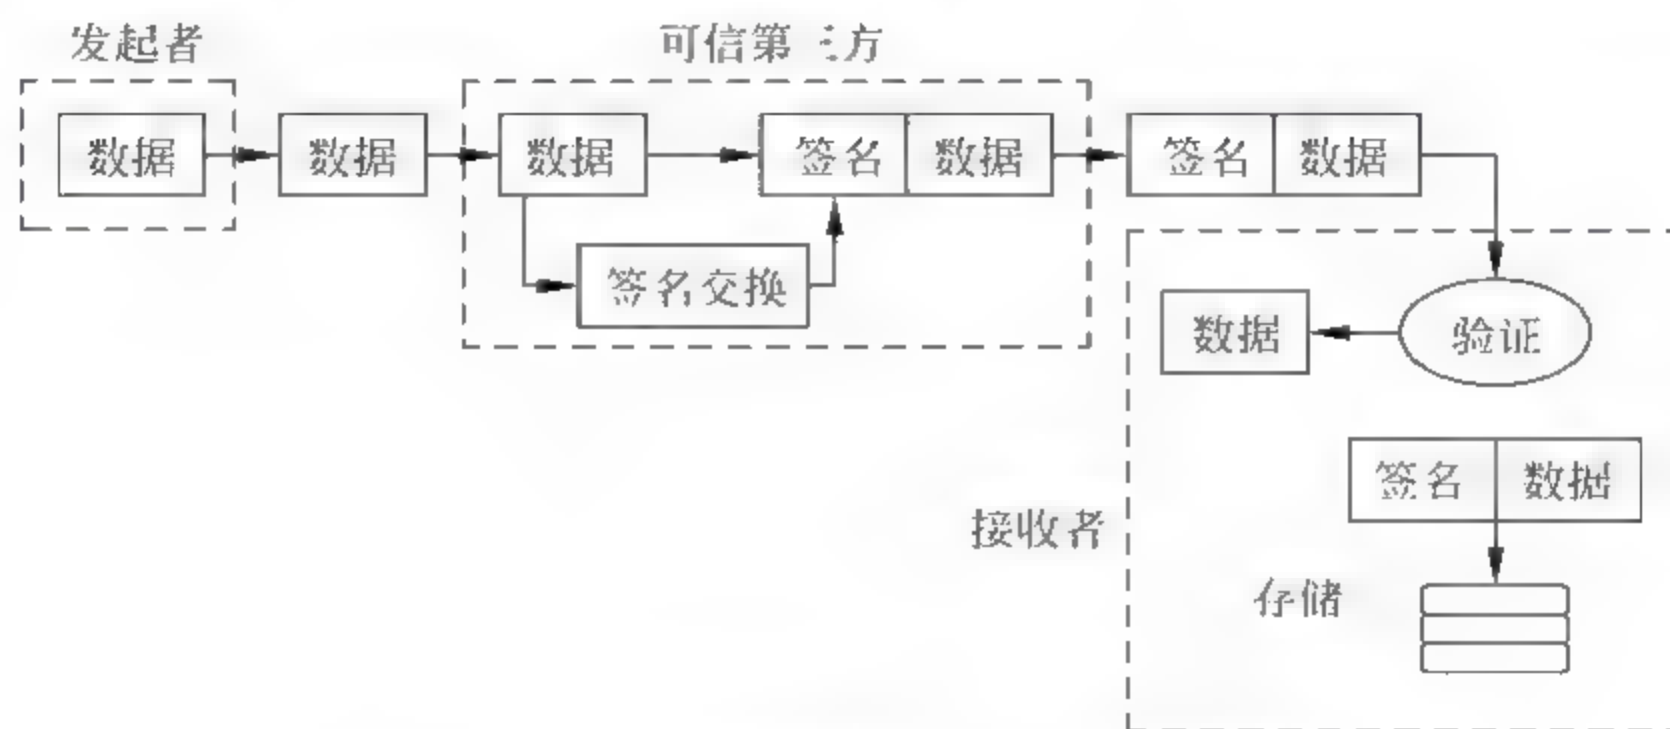 发起者
可信第三方
数据
数据
数据
签名 数据
签名 数据
签名交换
数据
验证
签名 数据
接收者
存储